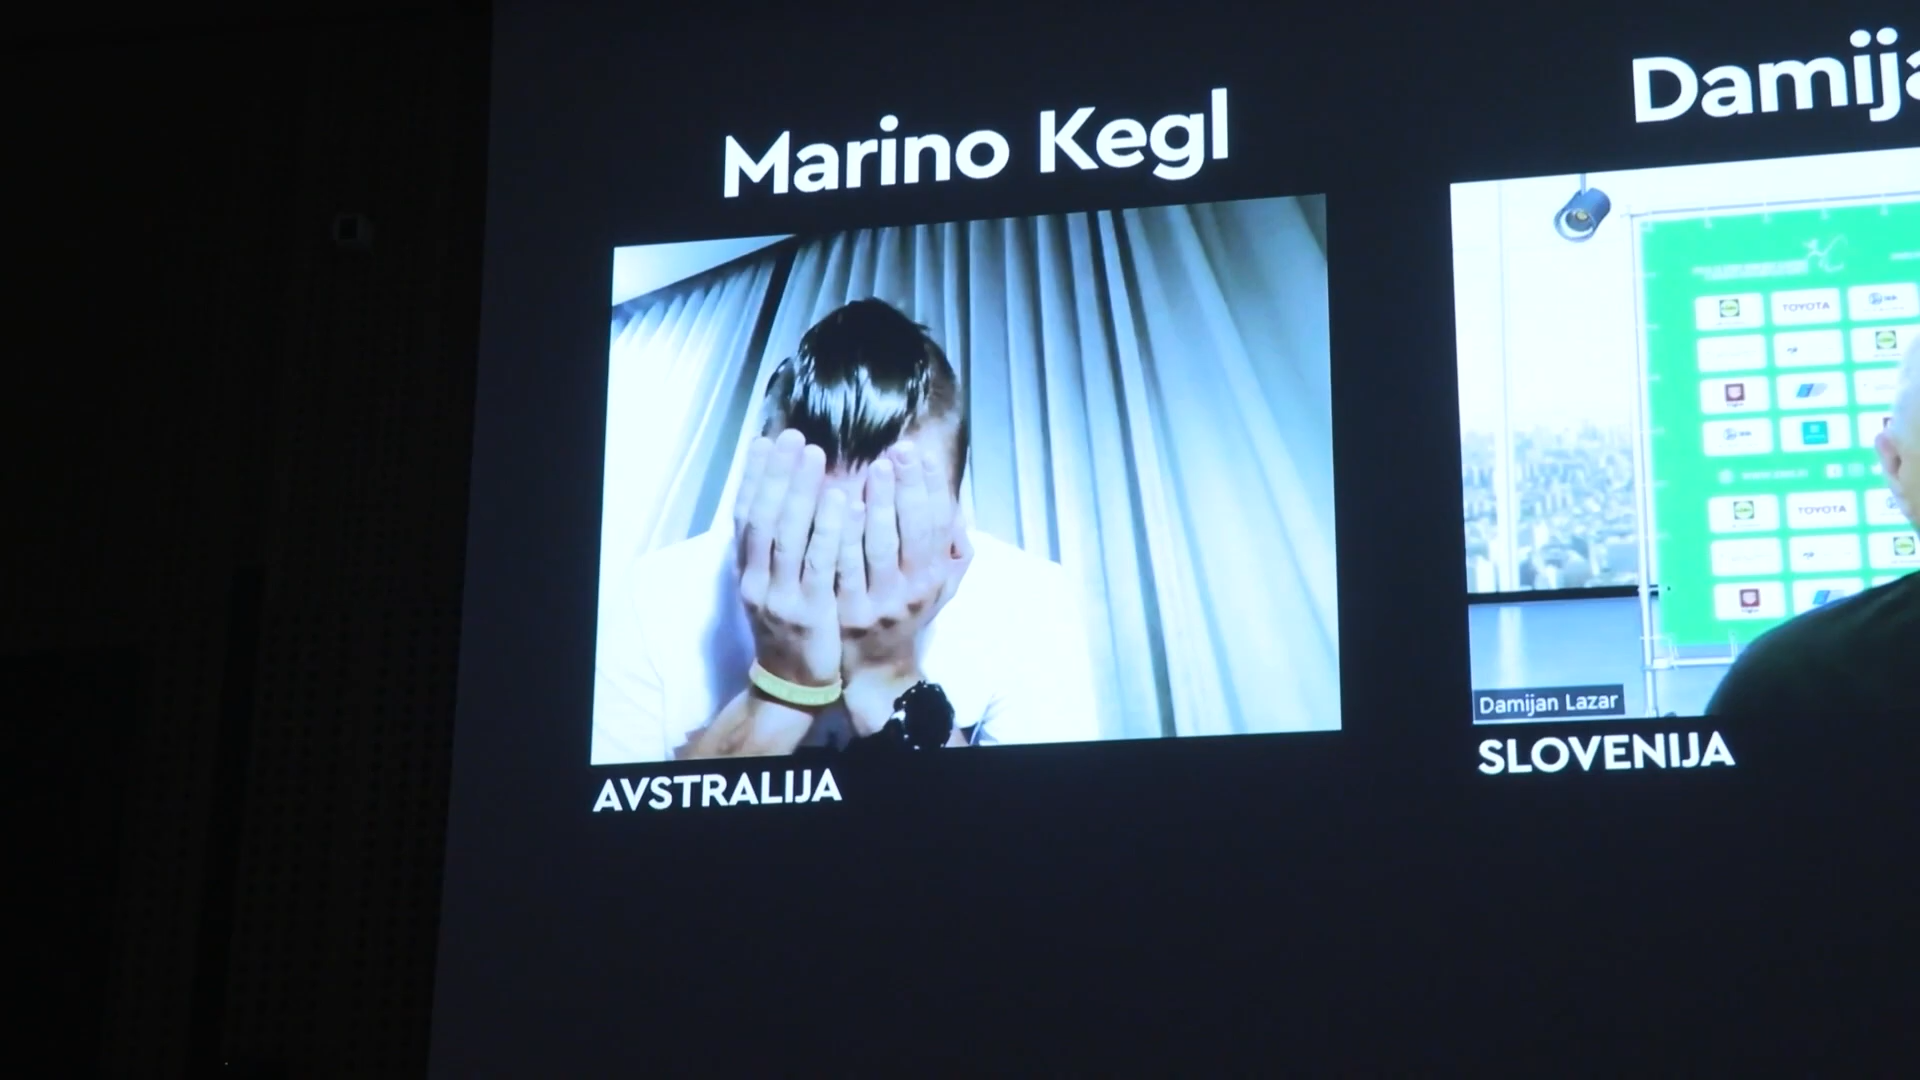 Marino Kegl
Damija
TOYOTA
TOYOTA
Damijan Lazar
AVSTRALIJA
SLOVENIJA